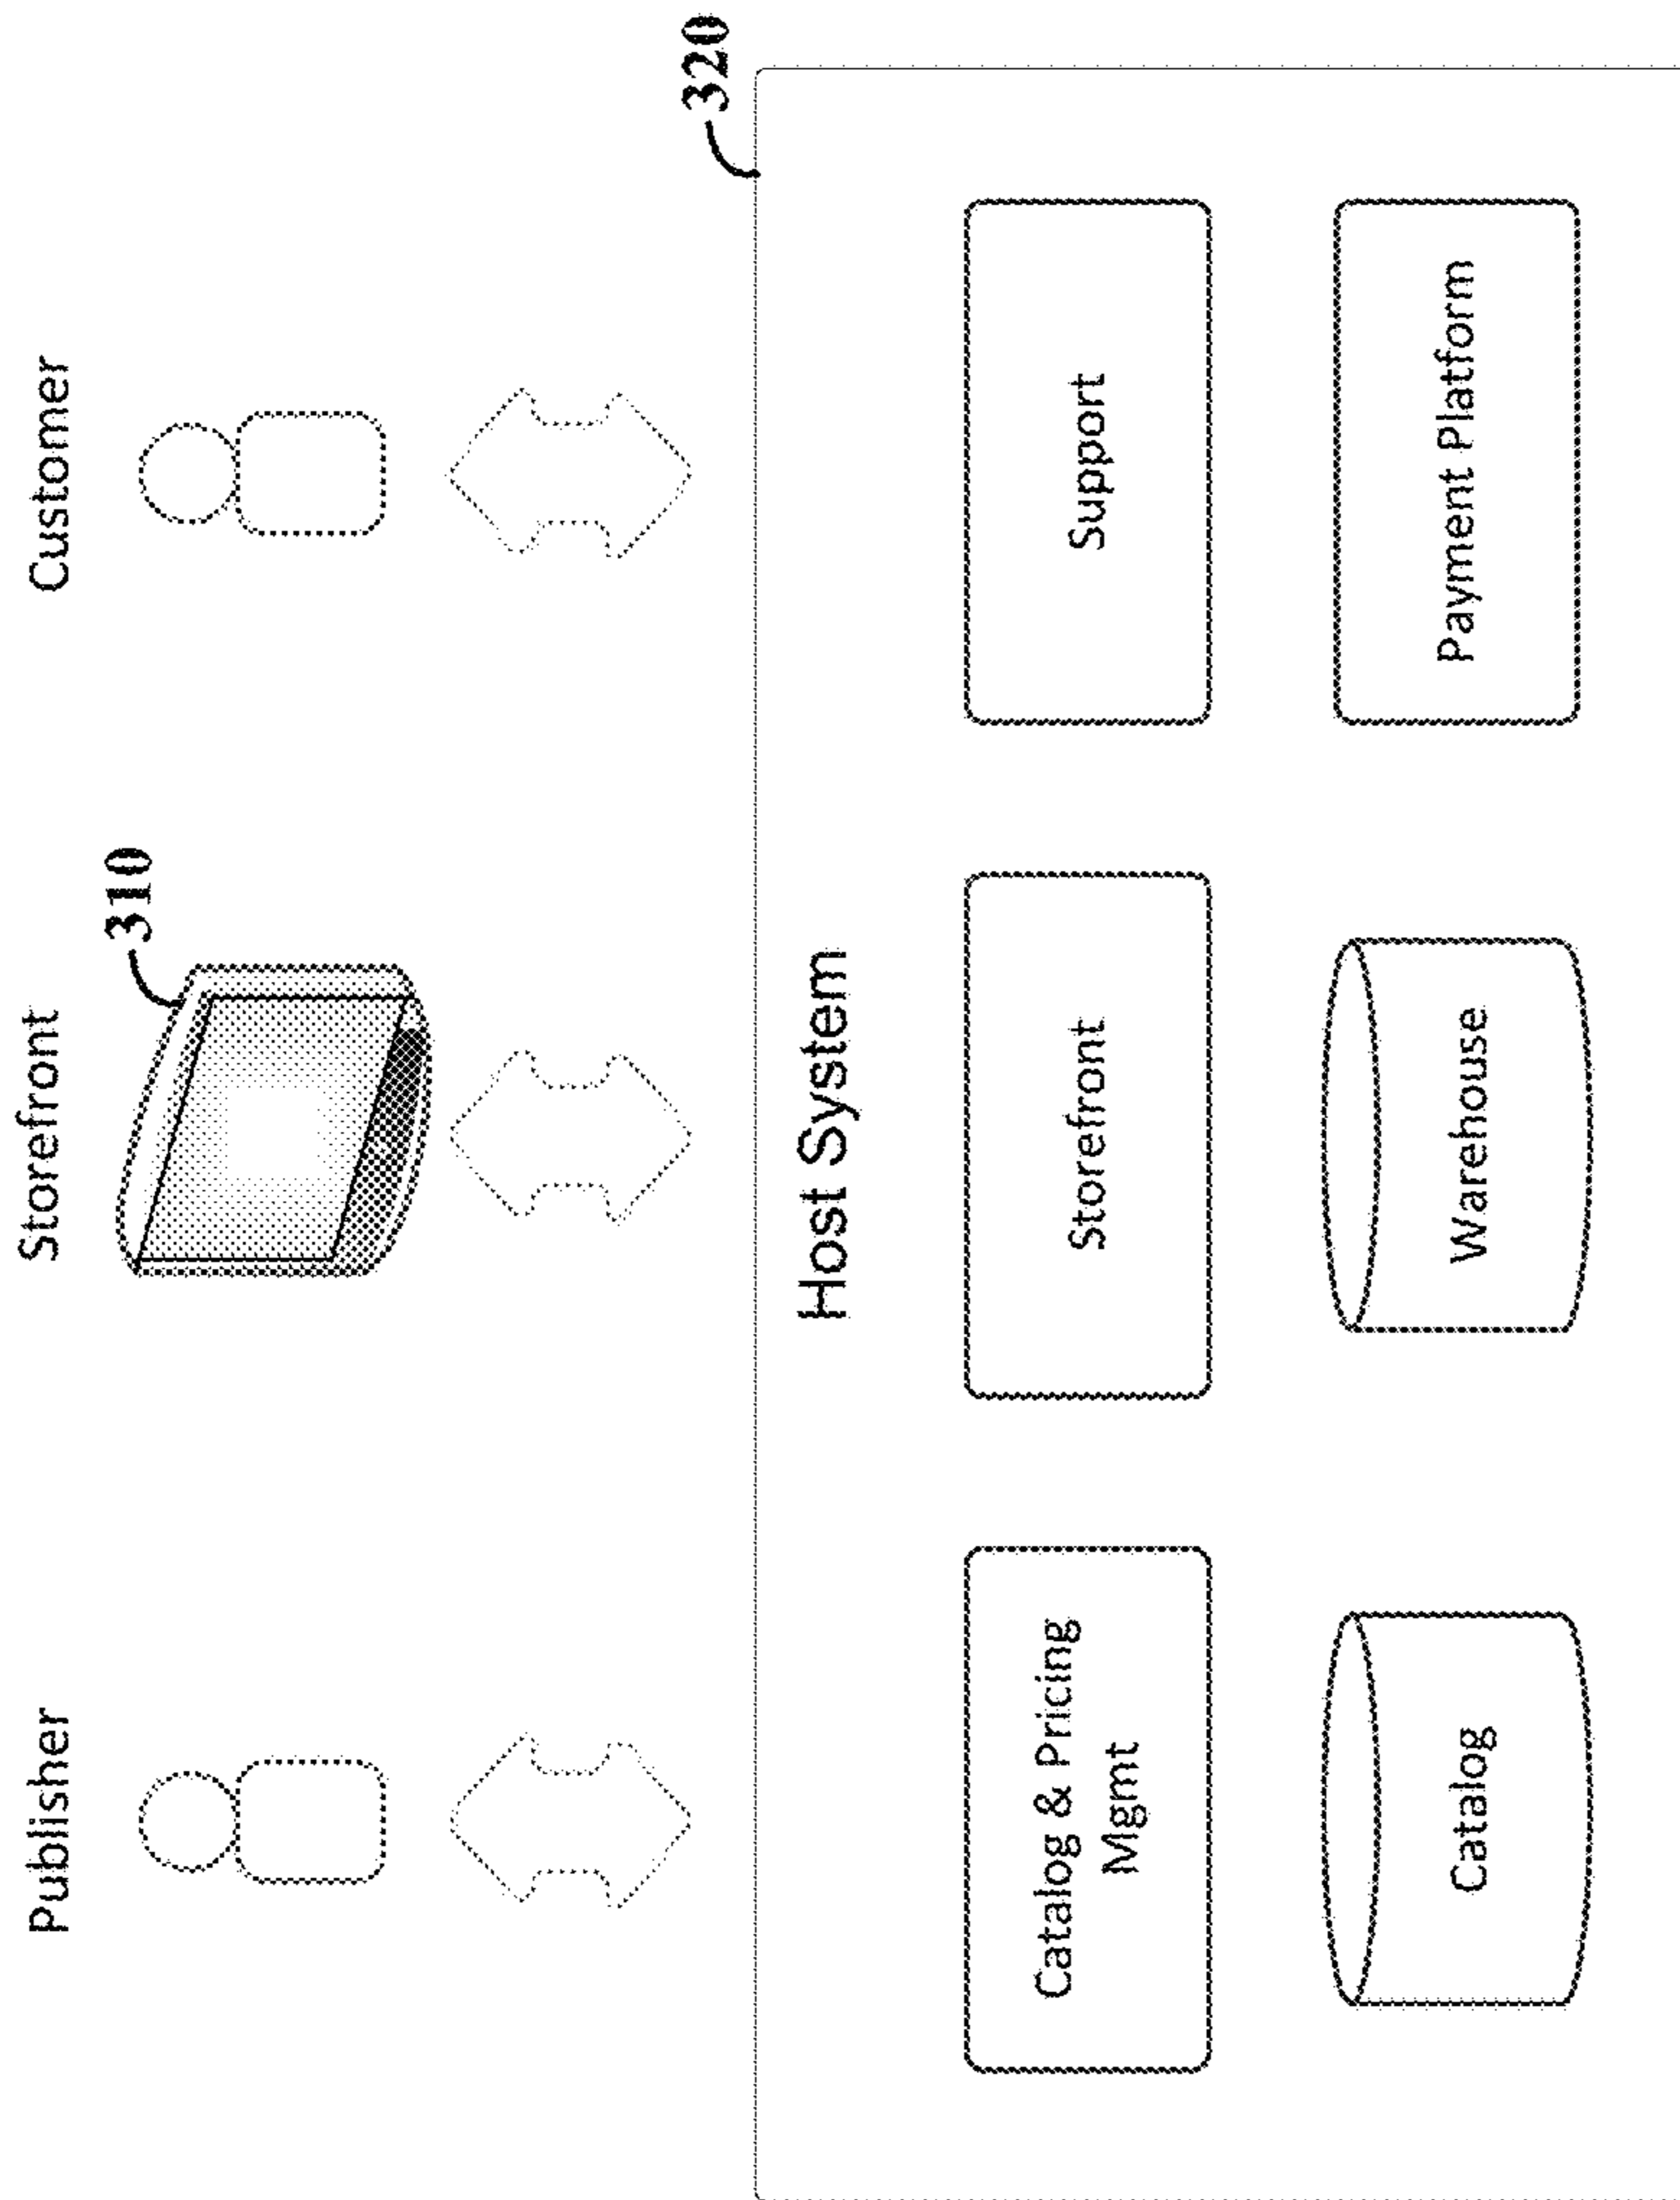 Publisher
Storefront
Customer
310
320
Host System
Catalog & Pricing
Mgmt
Storefront
Support
Catalog
Warehouse
Payment Platform